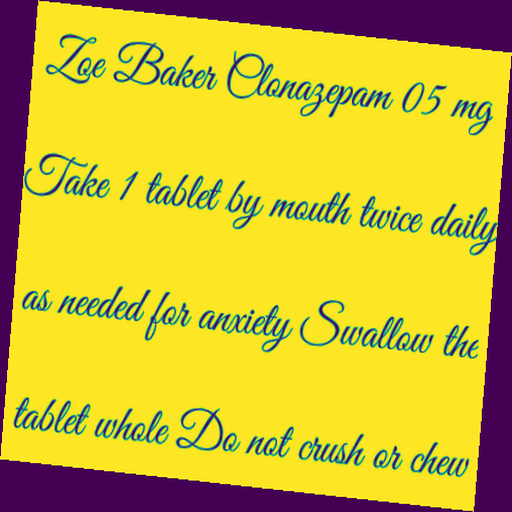 Zoe Baker Clonazepam 05 mg
Take 1 tablet by mouth twice daily
as needed for anxiety Swallow the
tablet whole Do not crush or chew